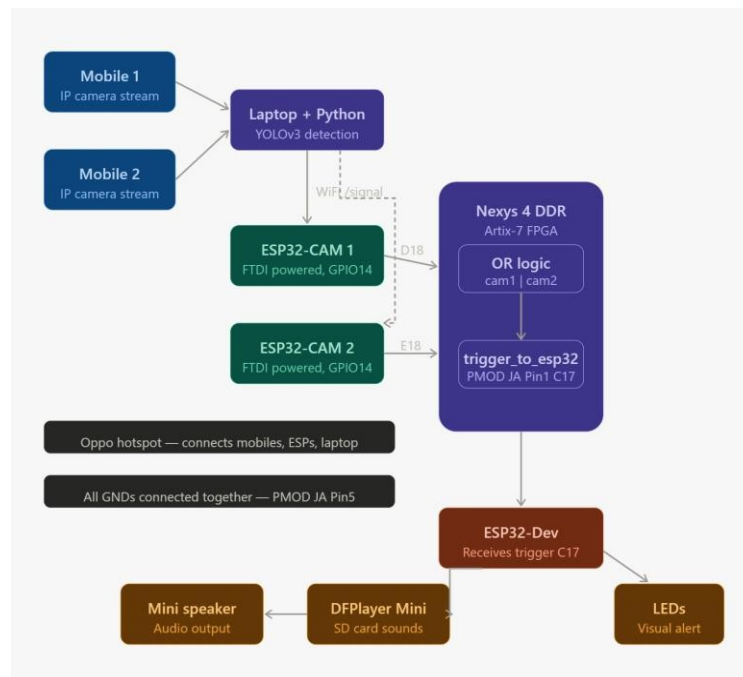 Mobile 1
IP camera stream
Laptop + Python
YOLOv3 detection
Mobile 2
IP camera stream
WiFi /signal
Nexys 4 DDR
Artix-7 FPGA
ESP32-CAM 1
FTDI powered, GPIO14
D18
OR logic
cam1 | cam2
ESP32-CAM 2
FTDI powered, GPIO14
E18
trigger_to_esp32
PMOD JA Pin1 C17
Oppo hotspot — connects mobiles, ESPs, laptop
All GNDs connected together — PMOD JA Pin5
ESP32-Dev
Receives trigger C17
Mini speaker
Audio output
DFPlayer Mini
SD card sounds
LEDs
Visual alert